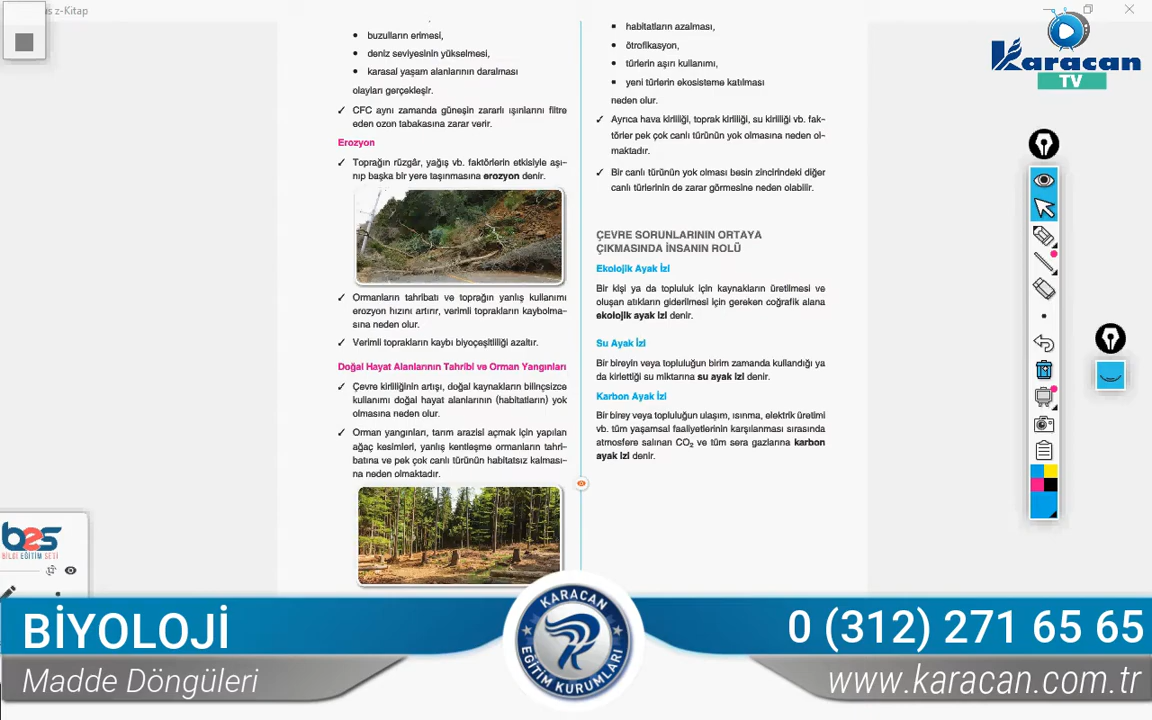 z-Kitap
Karacan
TV
buzulların erimesi,
deniz seviyesinin yükselmesi,
karasal yaşam alanlarının daralması
olayları gerçekleşir.
✓ CFC aynı zamanda güneşin zararlı ışınlarını filtre
eden ozon tabakasına zarar verir.
Erozyon
✓ Toprağın rüzgâr, yağış vb. faktörlerin etkisiyle aşı-
nıp başka bir yere taşınmasına erozyon denir.
✓ Ormanların tahribatı ve toprağın yanlış kullanımı
erozyon hızını artırır, verimli toprakların kaybolma-
sına neden olur.
✓ Verimli toprakların kaybı biyoçeşitliliği azaltır.
Doğal Hayat Alanlarının Tahribi ve Orman Yangınları
✓ Çevre kirliliğinin artışı, doğal kaynakların bilinçsizce
kullanımı doğal hayat alanlarının (habitatların) yok
olmasına neden olur.
✓ Orman yangınları, tarım arazisi açmak için yapılan
ağaç kesimleri, yanlış kentleşme ormanların tahri-
batına ve pek çok canlı türünün habitatsız kalması-
na neden olmaktadır.
habitatların azalması,
ötrofikasyon,
türlerin aşırı kullanımı,
yeni türlerin ekosisteme katılması
neden olur.
✓ Ayrıca hava kirliliği, toprak kirliliği, su kirliliği vb. fak-
törler pek çok canlı türünün yok olmasına neden ol-
maktadır.
✓ Bir canlı türünün yok olması besin zincirindeki diğer
canlı türlerinin de zarar görmesine neden olabilir.
ÇEVRE SORUNLARININ ORTAYA
ÇIKMASINDA İNSANIN ROLÜ
Ekolojik Ayak İzi
Bir kişi ya da topluluk için kaynakların üretilmesi ve
oluşan atıkların giderilmesi için gereken coğrafik alana
ekolojik ayak izi denir.
Su Ayak İzi
Bir bireyin veya topluluğun birim zamanda kullandığı ya
da kirlettiği su miktarına su ayak izi denir.
Karbon Ayak İzi
Bir birey veya topluluğun ulaşım, ısınma, elektrik üretimi
vb. tüm yaşamsal faaliyetlerinin karşılanması sırasında
atmosfere salınan CO₂ ve tüm sera gazlarına karbon
ayak izi denir.
bes
BİLGİ EĞİTİM SETİ
BİYOLOJİ
Madde Döngüleri
KARACAN
EĞİTİM KURUMLARI
0 (312) 271 65 65
www.karacan.com.tr